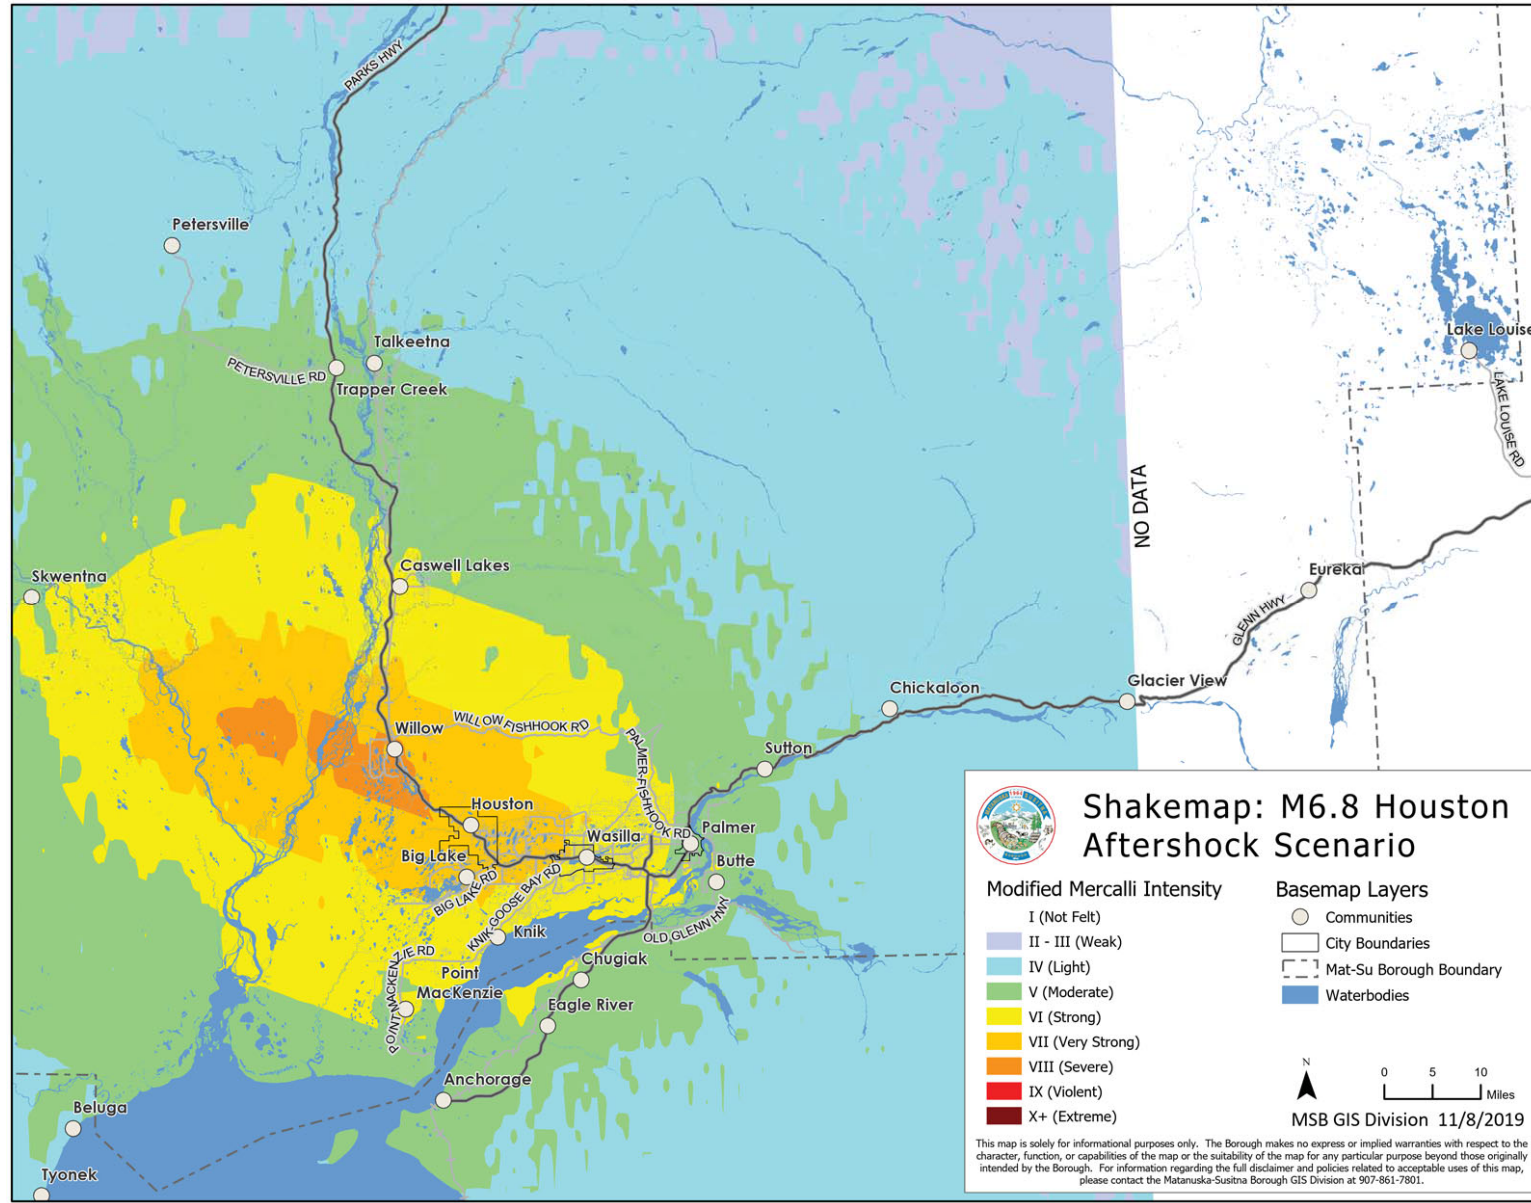 PARKS HWY
Petersville
Talkeetna
PETERSVILLE RD
Trapper Creek
Lake Louise
LAKE LOUISE RD
NO DATA
Skwentna
Caswell Lakes
Eureka
GLENN HWY
Chickaloon
Glacier View
Willow
WILLOW FISHHOOK RD
PALMER-FISHHOOK RD
Sutton
Houston
Wasilla
Palmer
Big Lake
BIG LAKE RD
Butte
KNIK GOOSE BAY RD
Knik
OLD GLENN HWY
POINT MACKENZIE RD
Point
MacKenzie
Chugiak
Eagle River
Anchorage
Beluga
Tyonek
Shakemap: M6.8 Houston
Aftershock Scenario
Modified Mercalli Intensity
I (Not Felt)
II - III (Weak)
IV (Light)
V (Moderate)
VI (Strong)
VII (Very Strong)
VIII (Severe)
IX (Violent)
X+ (Extreme)
Basemap Layers
Communities
City Boundaries
Mat-Su Borough Boundary
Waterbodies
N
0 5 10
Miles
MSB GIS Division 11/8/2019
This map is solely for informational purposes only. The Borough makes no express or implied warranties with respect to the
character, function, or capabilities of the map or the suitability of the map for any particular purpose beyond those originally
intended by the Borough. For information regarding the full disclaimer and policies related to acceptable uses of this map,
please contact the Matanuska-Susitna Borough GIS Division at 907-861-7801.